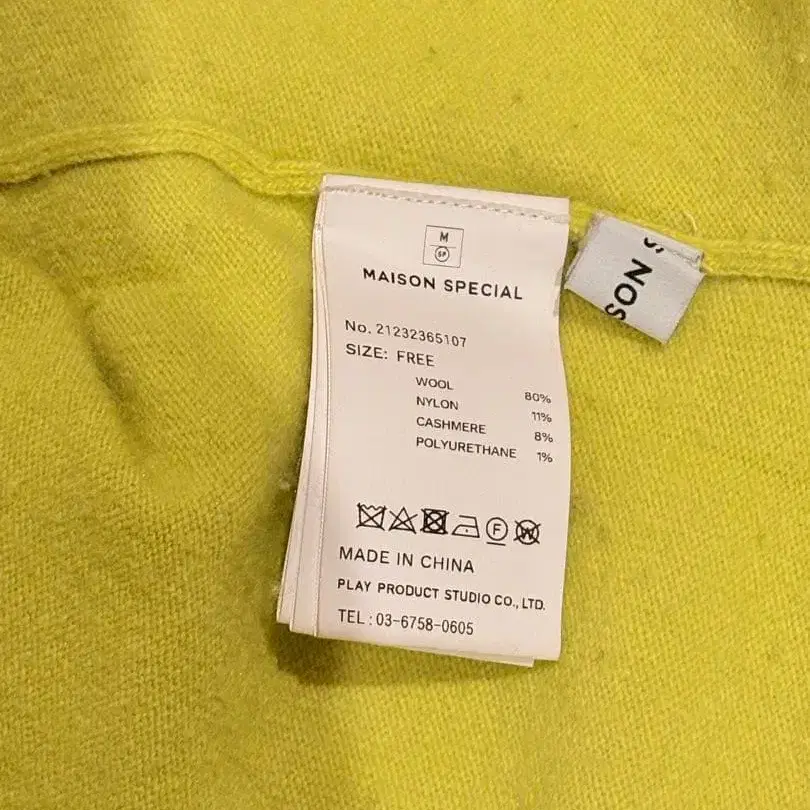 M
SP
MAISON SPECIAL
No. 21232365107
SIZE: FREE
WOOL 80%
NYLON 11%
CASHMERE 8%
POLYURETHANE 1%
F
W
MADE IN CHINA
PLAY PRODUCT STUDIO CO., LTD.
TEL : 03-6758-0605
SON S